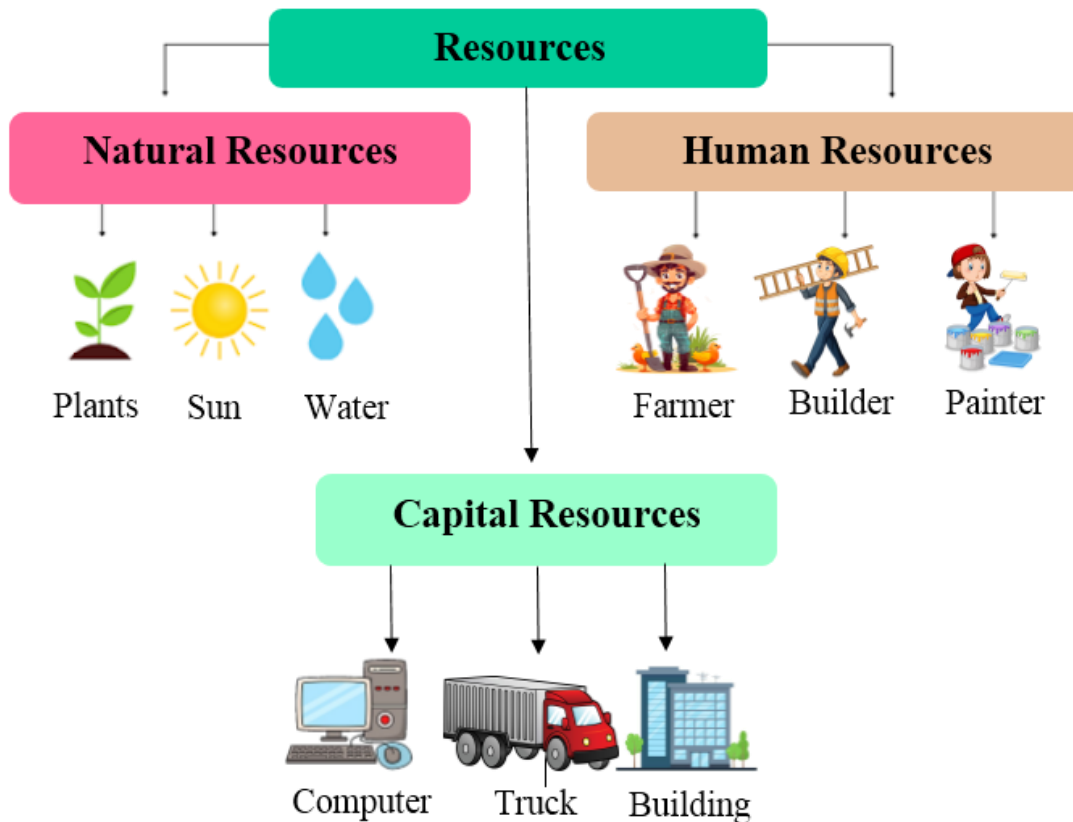 Resources
Natural Resources
Human Resources
Plants
Sun
Water
Farmer
Builder
Painter
Capital Resources
Computer
Truck
Building